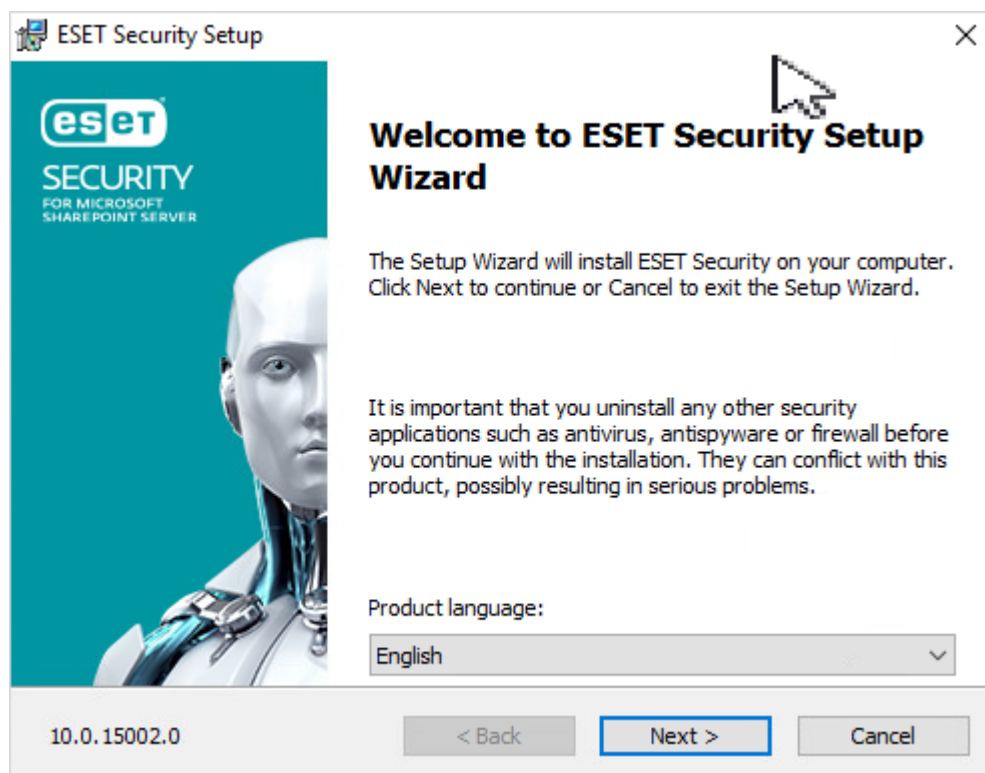 ESET Security Setup
eseT
SECURITY
FOR MICROSOFT
SHAREPOINT SERVER
Welcome to ESET Security Setup
Wizard
The Setup Wizard will install ESET Security on your computer.
Click Next to continue or Cancel to exit the Setup Wizard.
It is important that you uninstall any other security
applications such as antivirus, antispyware or firewall before
you continue with the installation. They can conflict with this
product, possibly resulting in serious problems.
Product language:
English
10.0.15002.0
< Back
Next >
Cancel